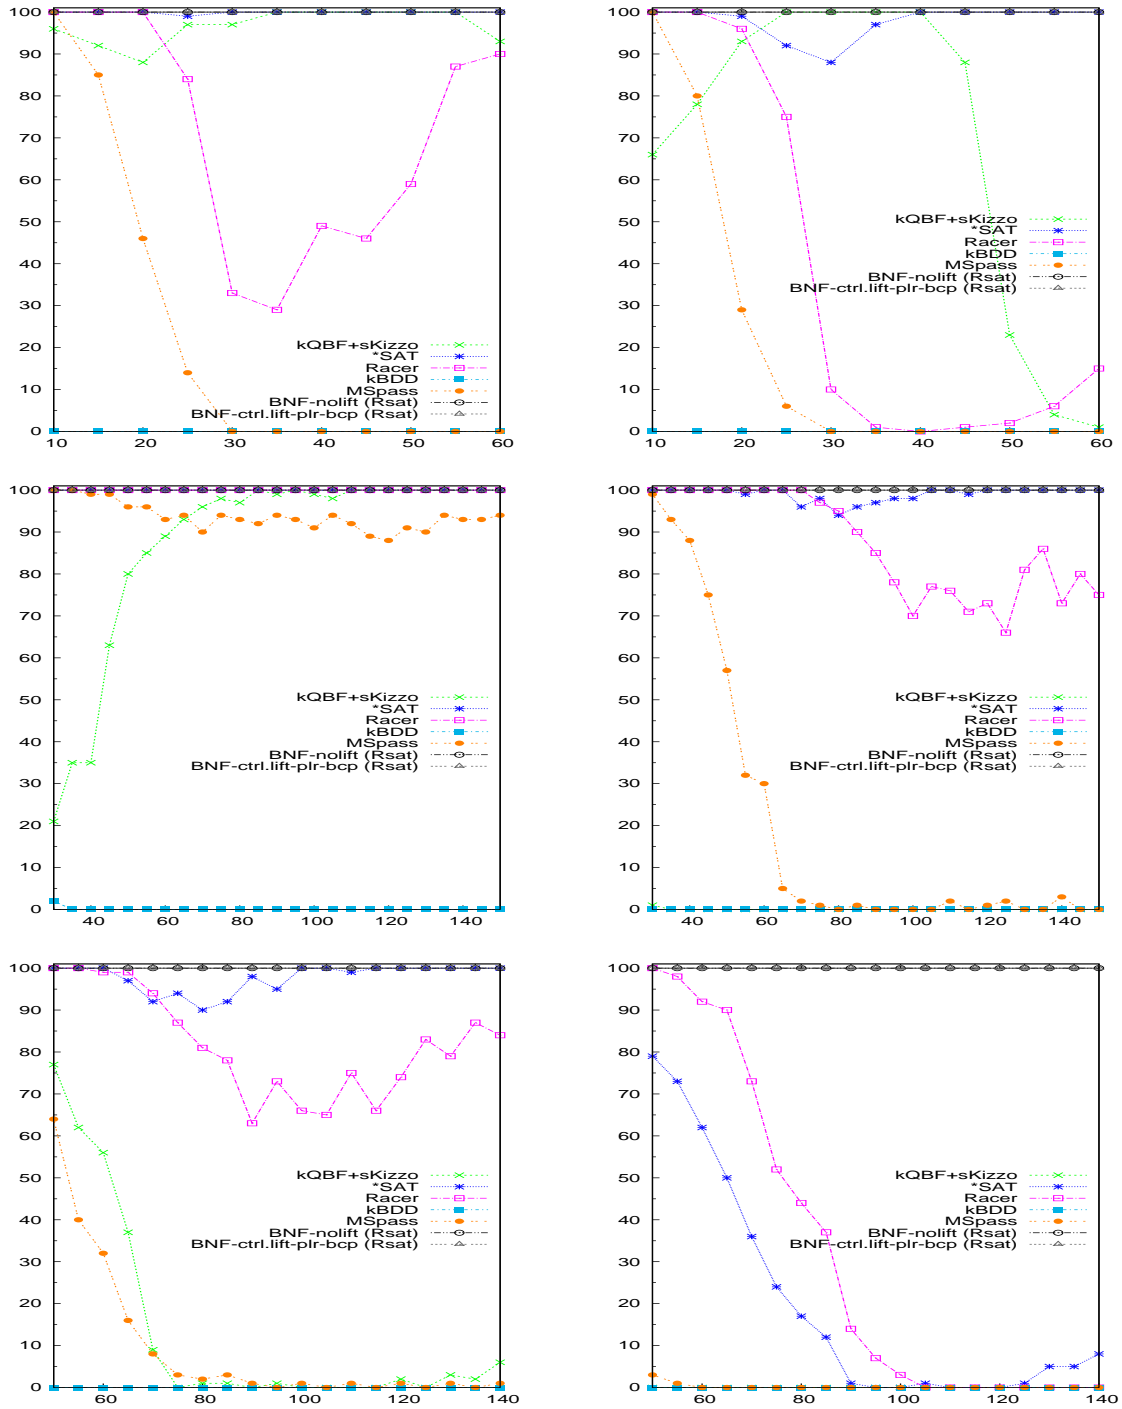 100
90
80
70
60
50
40
30
20
10
0
kQBF+sKizzo
*SAT
Racer
kBDD
MSpass
BNF-nolift (Rsat)
BNF-ctrl.lift-plr-bcp (Rsat)
10 20 30 40 50 60
100
90
80
70
60
50
40
30
20
10
0
kQBF+sKizzo
*SAT
Racer
kBDD
MSpass
BNF-nolift (Rsat)
BNF-ctrl.lift-plr-bcp (Rsat)
10 20 30 40 50 60
100
90
80
70
60
50
40
30
20
10
0
kQBF+sKizzo
*SAT
Racer
kBDD
MSpass
BNF-nolift (Rsat)
BNF-ctrl.lift-plr-bcp (Rsat)
40 60 80 100 120 140
100
90
80
70
60
50
40
30
20
10
0
kQBF+sKizzo
*SAT
Racer
kBDD
MSpass
BNF-nolift (Rsat)
BNF-ctrl.lift-plr-bcp (Rsat)
40 60 80 100 120 140
100
90
80
70
60
50
40
30
20
10
0
kQBF+sKizzo
*SAT
Racer
kBDD
MSpass
BNF-nolift (Rsat)
BNF-ctrl.lift-plr-bcp (Rsat)
60 80 100 120 140
100
90
80
70
60
50
40
30
20
10
0
kQBF+sKizzo
*SAT
Racer
kBDD
MSpass
BNF-nolift (Rsat)
BNF-ctrl.lift-plr-bcp (Rsat)
60 80 100 120 140